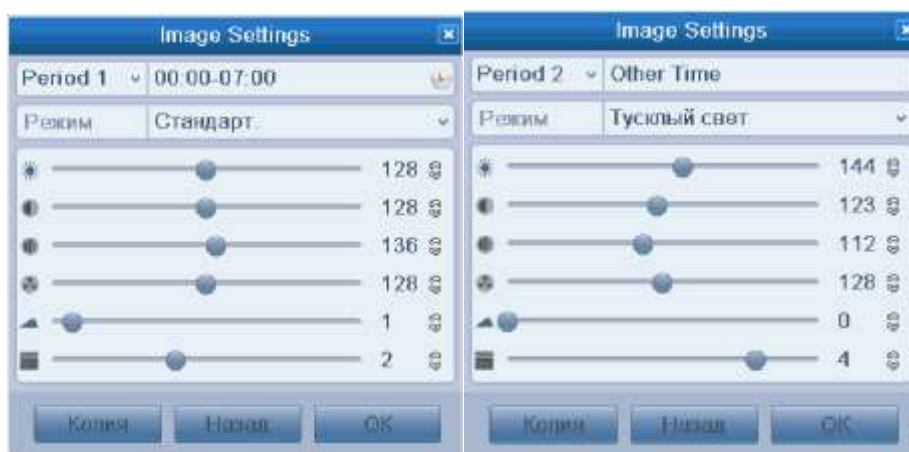 Image Settings
Period 1 00:00-07:00
Режим Стандарт.
128
128
136
128
1
2
Копия Назад OK
Image Settings
Period 2 Other Time
Режим Тусклый свет
144
123
112
128
0
4
Копия Назад OK